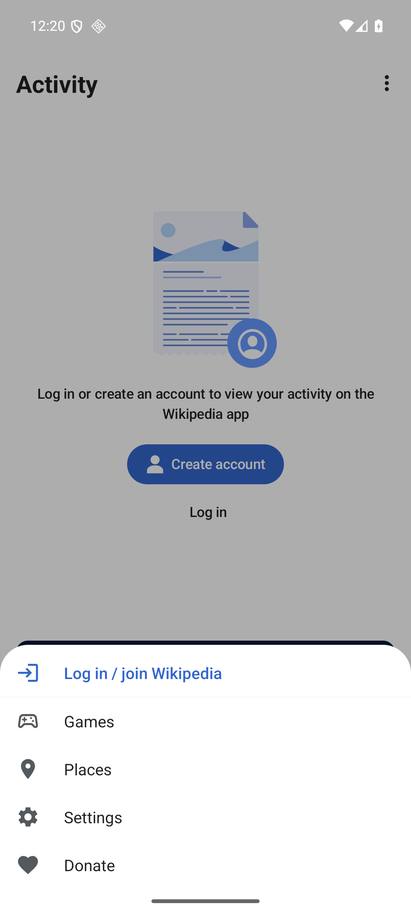 12:20
Activity
Log in or create an account to view your activity on the
Wikipedia app
Create account
Log in
Log in / join Wikipedia
Games
Places
Settings
Donate